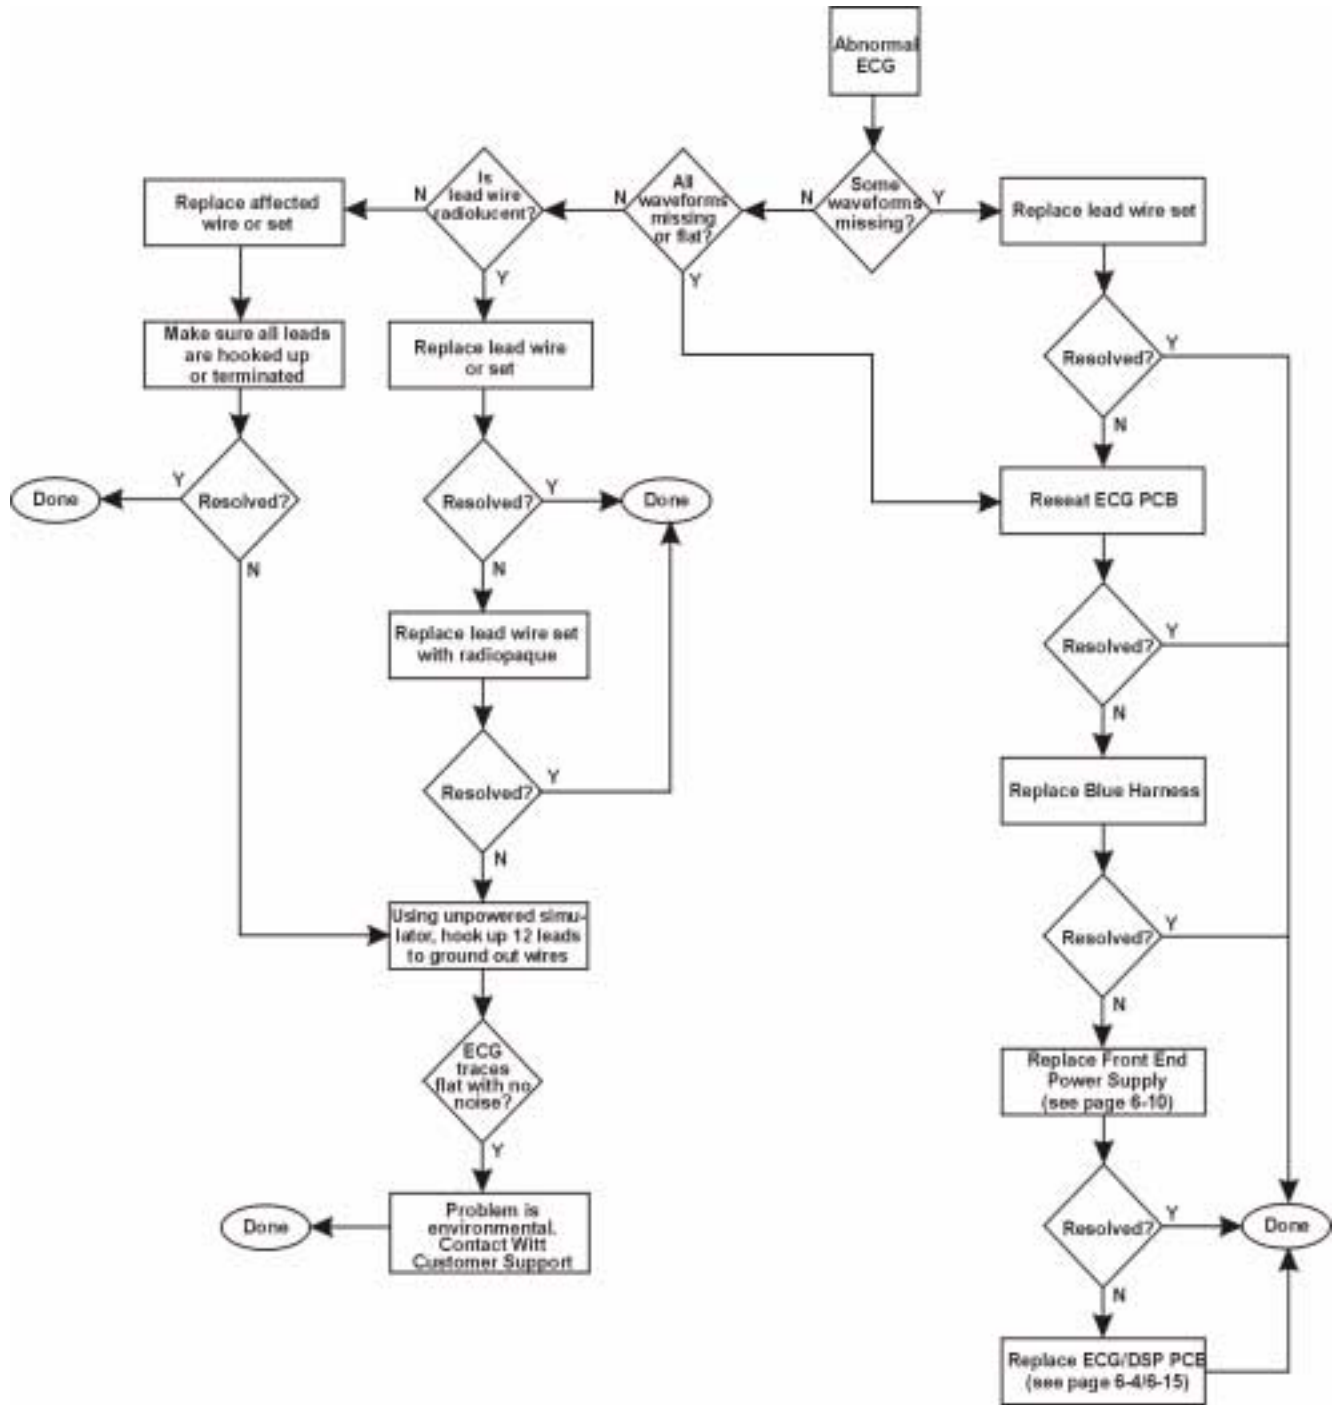 Abnormal
ECG
Some
waveforms
missing?
N
Y
All
waveforms
missing
or flat?
N
Y
Is
lead wire
radiolucent?
N
Y
Replace affected
wire or set
Replace lead wire set
Make sure all leads
are hooked up
or terminated
Replace lead wire
or set
Resolved?
Y
N
Resolved?
Y
N
Done
Resolved?
Y
N
Done
Reseat ECG PCB
Replace lead wire set
with radiopaque
Resolved?
Y
N
Resolved?
Y
N
Replace Blue Harness
Using unpowered simu-
lator, hook up 12 leads
to ground out wires
Resolved?
Y
N
ECG
traces
flat with no
noise?
Y
Replace Front End
Power Supply
(see page 6-10)
Problem is
environmental.
Contact Witt
Customer Support
Done
Resolved?
Y
N
Done
Replace ECG/DSP PCB
(see page 6-4/6-15)